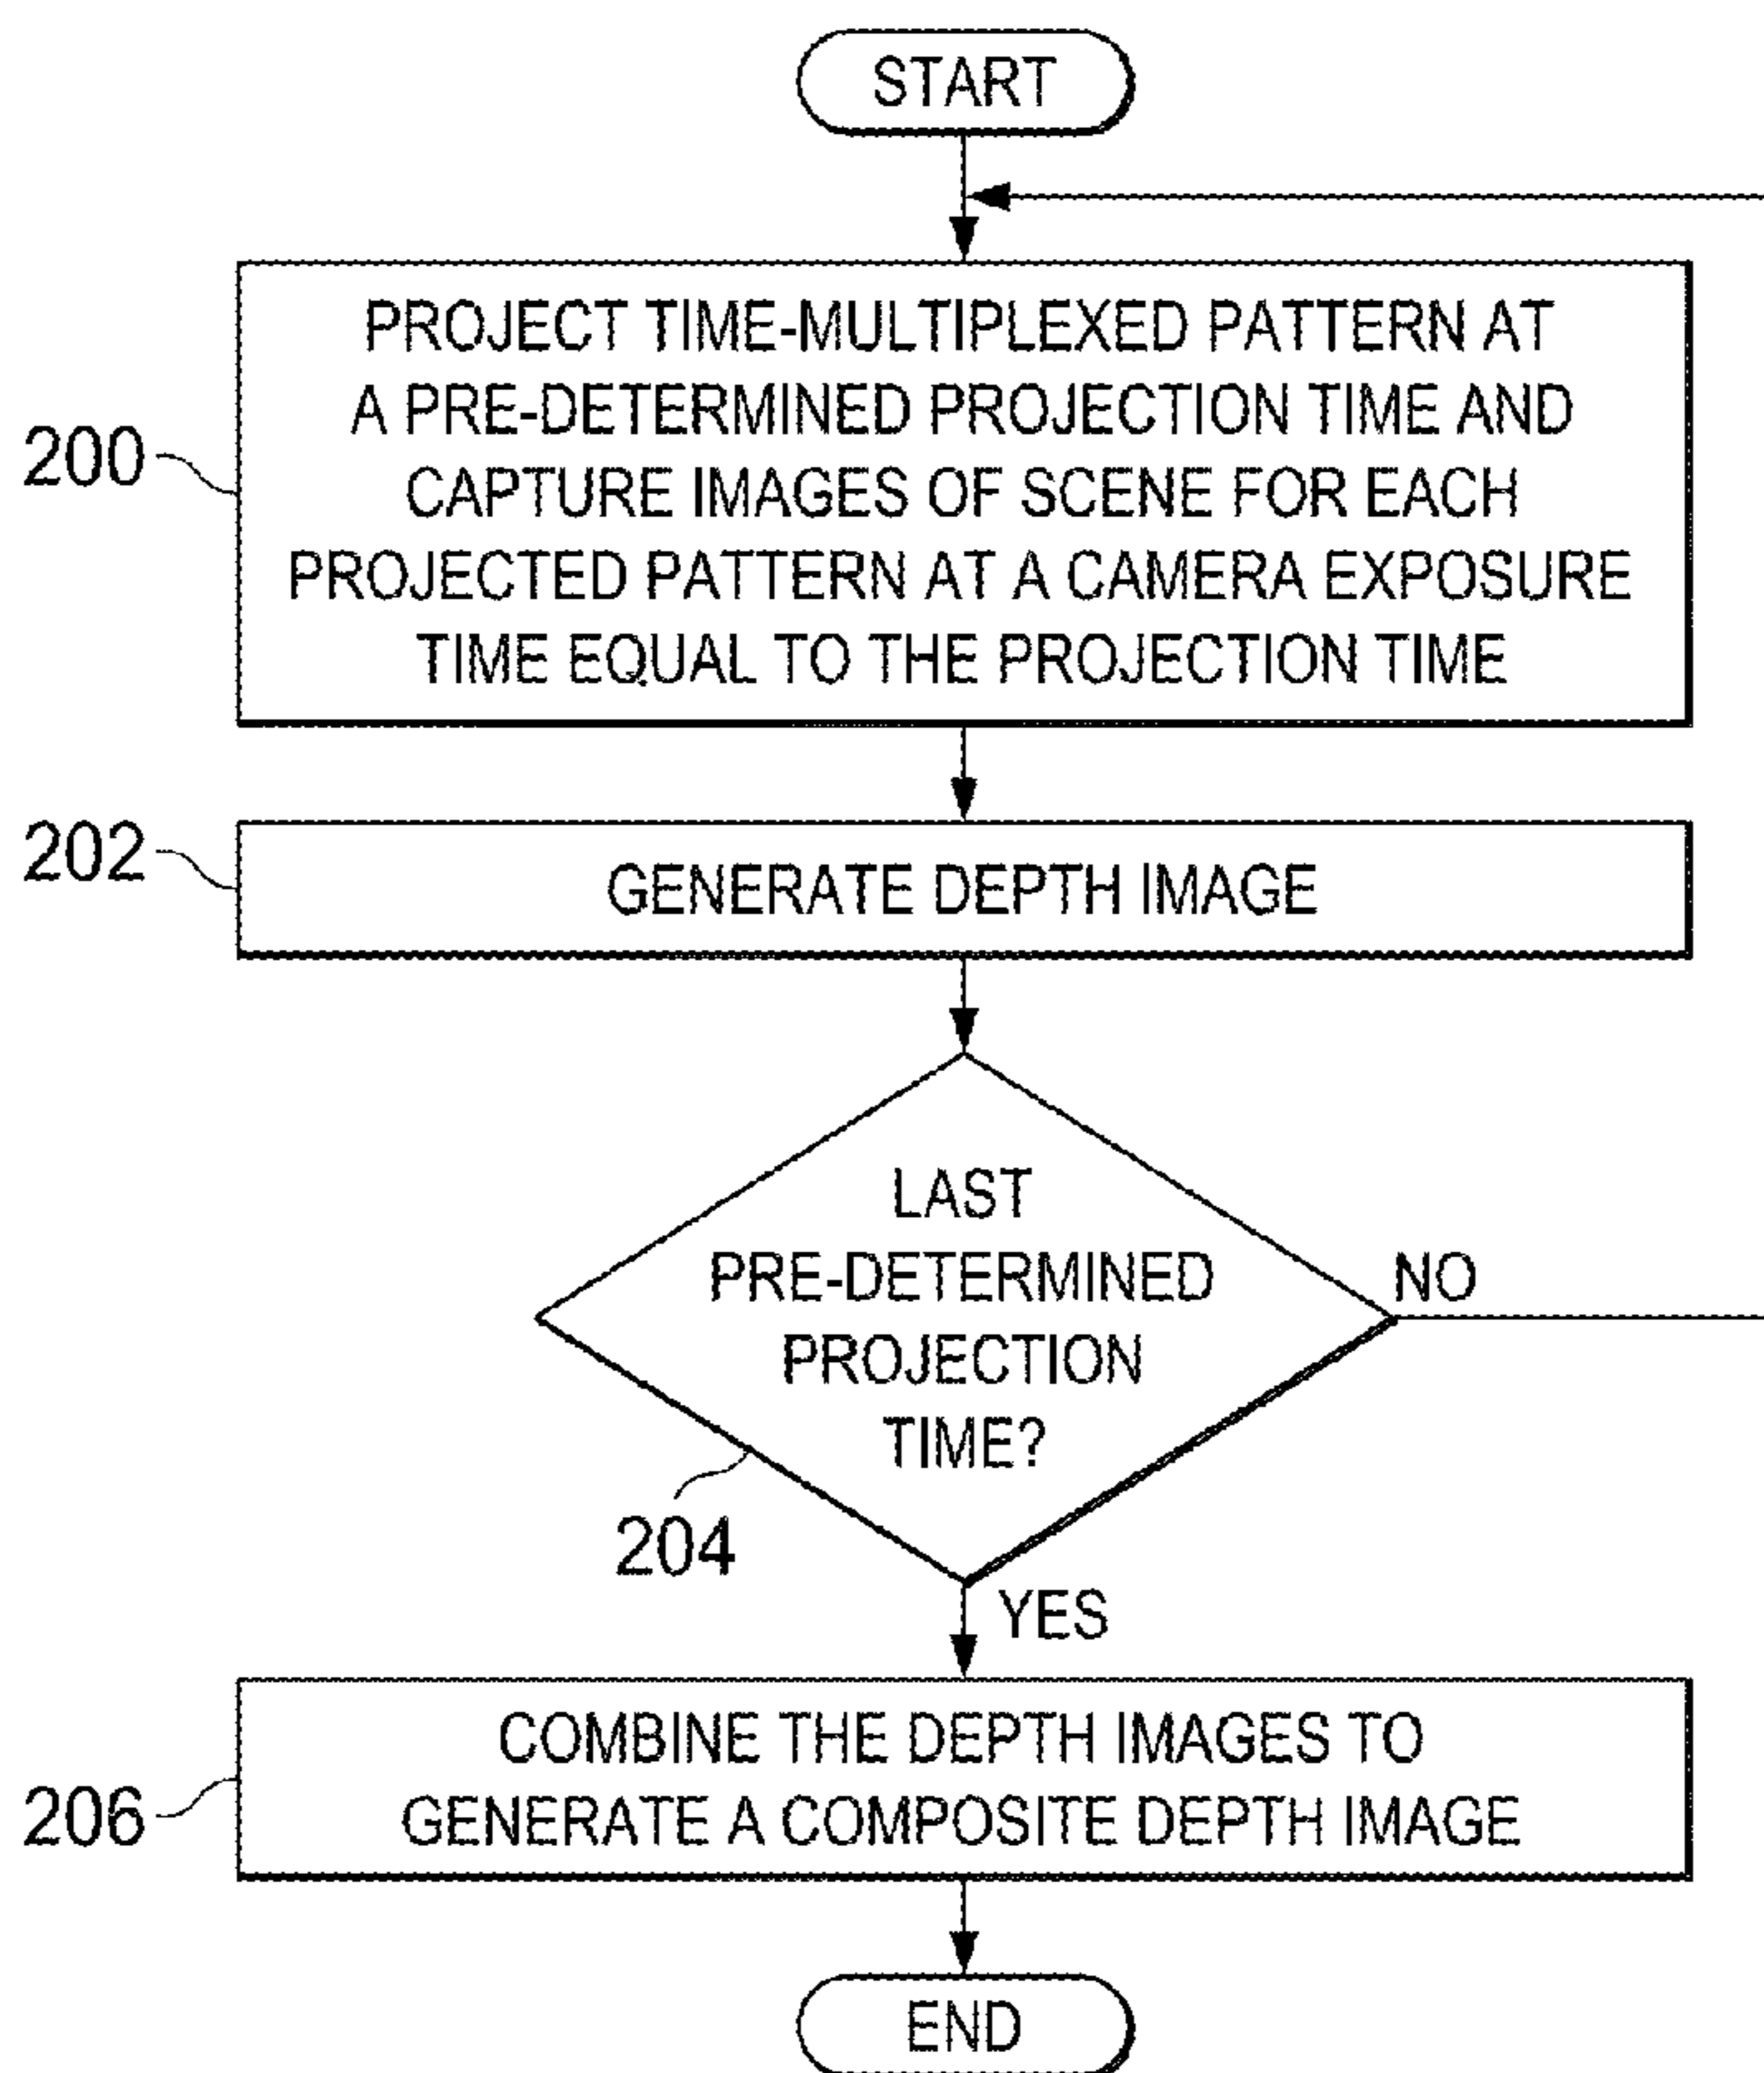 START
PROJECT TIME-MULTIPLEXED PATTERN AT
A PRE-DETERMINED PROJECTION TIME AND
CAPTURE IMAGES OF SCENE FOR EACH
PROJECTED PATTERN AT A CAMERA EXPOSURE
TIME EQUAL TO THE PROJECTION TIME
200
202
GENERATE DEPTH IMAGE
LAST
PRE-DETERMINED
PROJECTION
TIME?
NO
204
YES
COMBINE THE DEPTH IMAGES TO
GENERATE A COMPOSITE DEPTH IMAGE
206
END